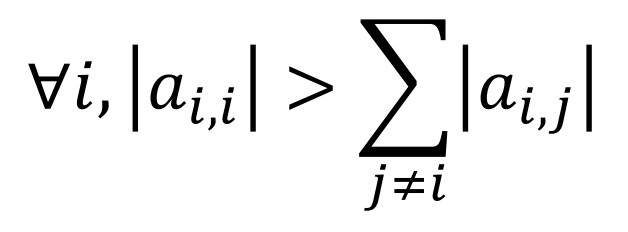 ∀i, |a_{i,i}| > ∑_{j≠i} |a_{i,j}|